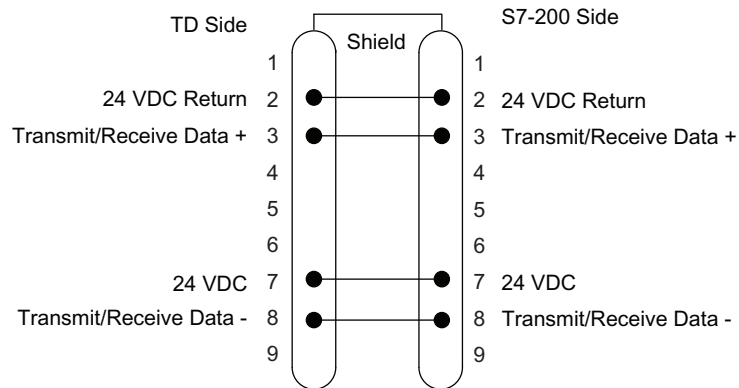 TD Side
S7-200 Side
Shield
1 1
24 VDC Return 2 2 24 VDC Return
Transmit/Receive Data + 3 3 Transmit/Receive Data +
4 4
5 5
6 6
24 VDC 7 7 24 VDC
Transmit/Receive Data - 8 8 Transmit/Receive Data -
9 9